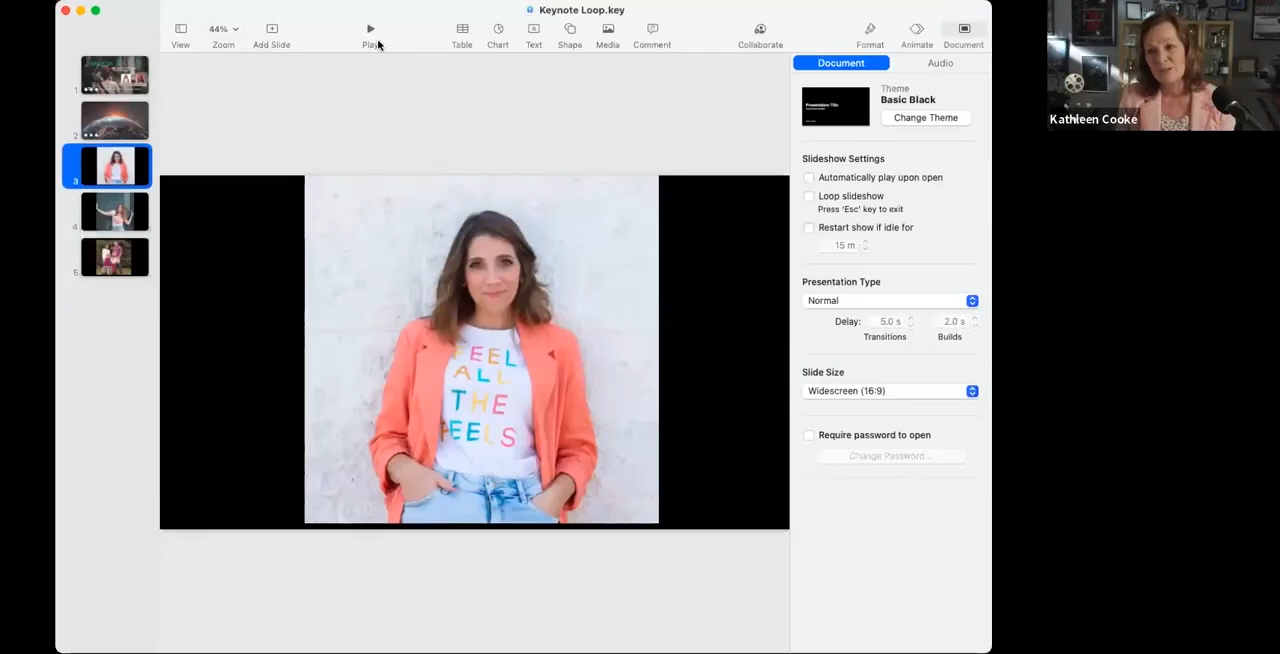 Keynote Loop.key
View
44%
Zoom
Add Slide
Play
Table
Chart
Text
Shape
Media
Comment
Collaborate
Format
Animate
Document
1
2
3
4
5
FEEL
ALL
THE
FEELS
Document
Audio
Theme
Basic Black
Presentation Title
Change Theme
Slideshow Settings
Automatically play upon open
Loop slideshow
Press 'Esc' key to exit
Restart show if idle for
15 m
Presentation Type
Normal
Delay: 5.0 s 2.0 s
Transitions Builds
Slide Size
Widescreen (16:9)
Require password to open
Change Password...
Kathleen Cooke